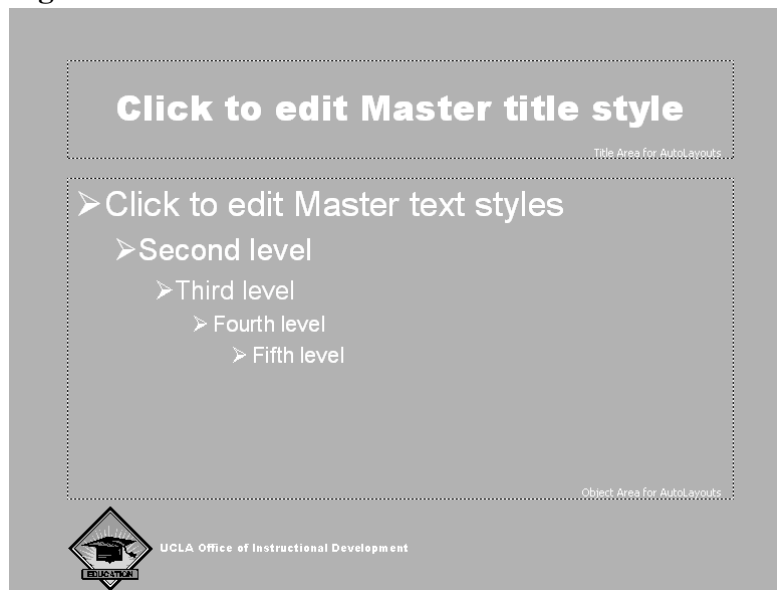 Click to edit Master title style
Title Area for AutoLayouts
➢Click to edit Master text styles
➢Second level
➢Third level
➢Fourth level
➢Fifth level
Object Area for AutoLayouts
UCLA Office of Instructional Development
EDUCATION